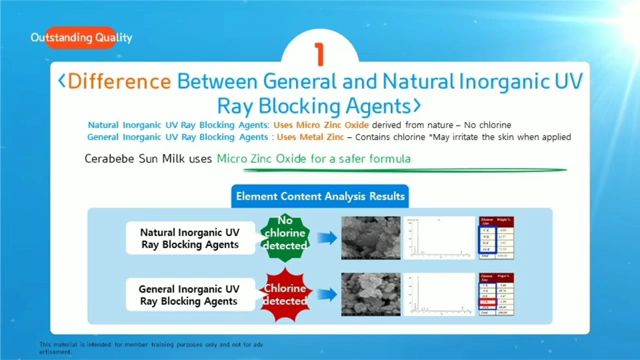 Outstanding Quality
1
<Difference Between General and Natural Inorganic UV
Ray Blocking Agents>
Natural Inorganic UV Ray Blocking Agents: Uses Micro Zinc Oxide derived from nature – No chlorine
General Inorganic UV Ray Blocking Agents : Uses Metal Zinc – Contains chlorine *May irritate the skin when applied
Cerabebe Sun Milk uses Micro Zinc Oxide for a safer formula
Element Content Analysis Results
Natural Inorganic UV
Ray Blocking Agents
No
chlorine
detected
General Inorganic UV
Ray Blocking Agents
Chlorine
detected
This material is intended for member training purposes only and not for adv
ertisement.